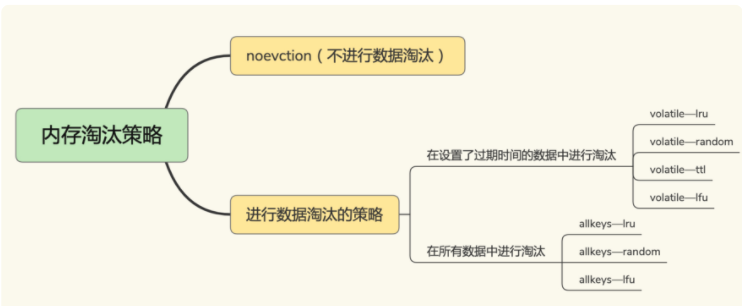 noevction（不进行数据淘汰）
内存淘汰策略
进行数据淘汰的策略
在设置了过期时间的数据中进行淘汰
volatile—lru
volatile—random
volatile—ttl
volatile—lfu
在所有数据中进行淘汰
allkeys—lru
allkeys—random
allkeys—lfu